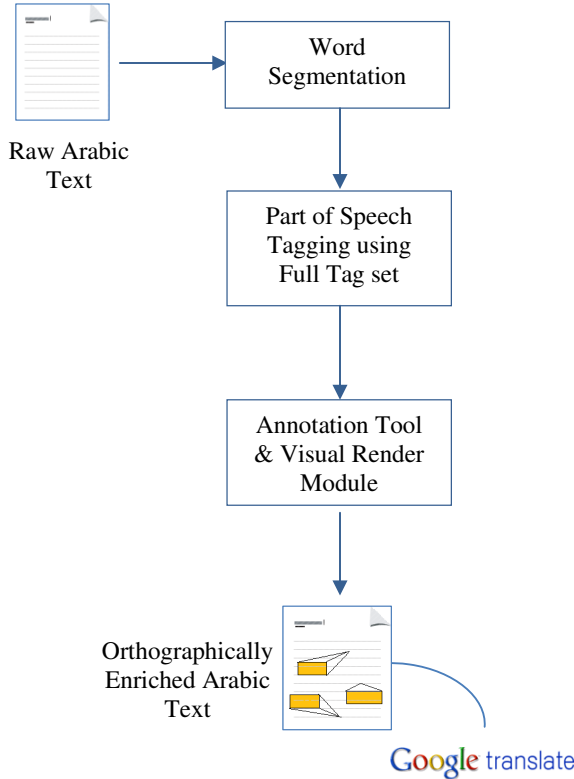 Raw Arabic
Text
Word
Segmentation
Part of Speech
Tagging using
Full Tag set
Annotation Tool
& Visual Render
Module
Orthographically
Enriched Arabic
Text
Google translate